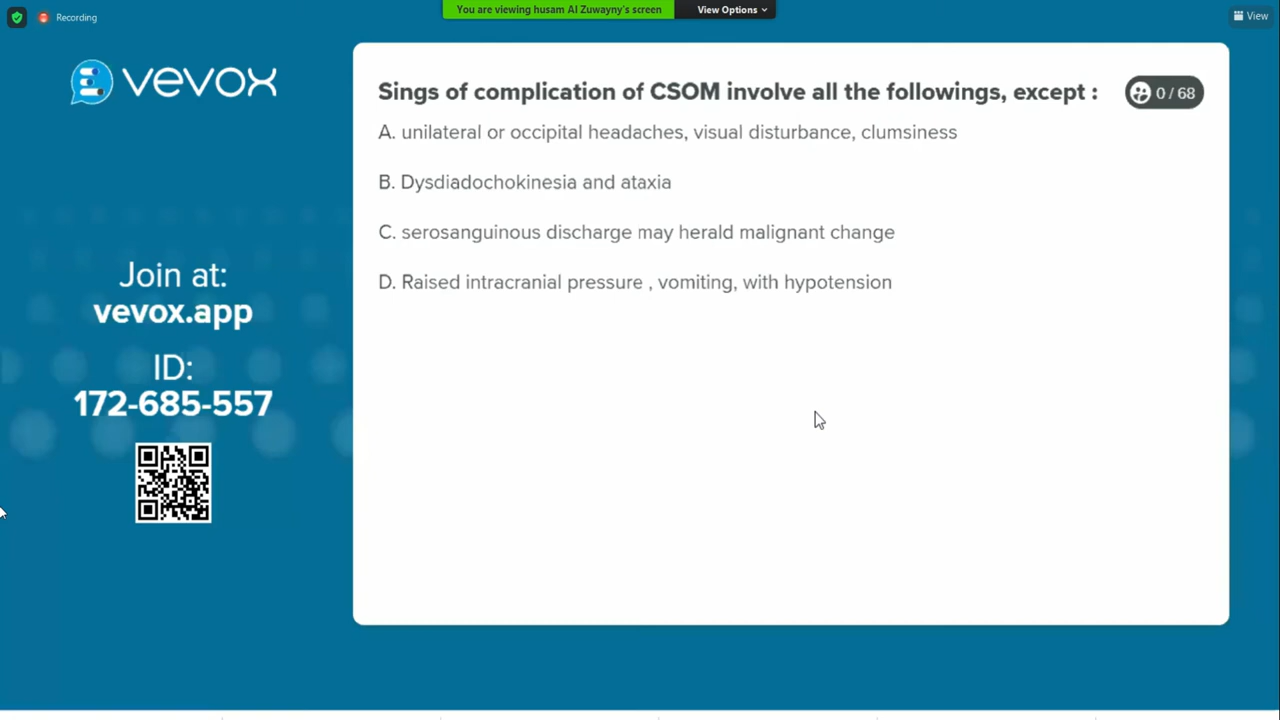 Recording
You are viewing husam Al Zuwayny's screen
View Options
View
vevox
Sings of complication of CSOM involve all the followings, except :
0 / 68
A. unilateral or occipital headaches, visual disturbance, clumsiness
B. Dysdiadochokinesia and ataxia
C. serosanguinous discharge may herald malignant change
D. Raised intracranial pressure , vomiting, with hypotension
Join at:
vevox.app
ID:
172-685-557